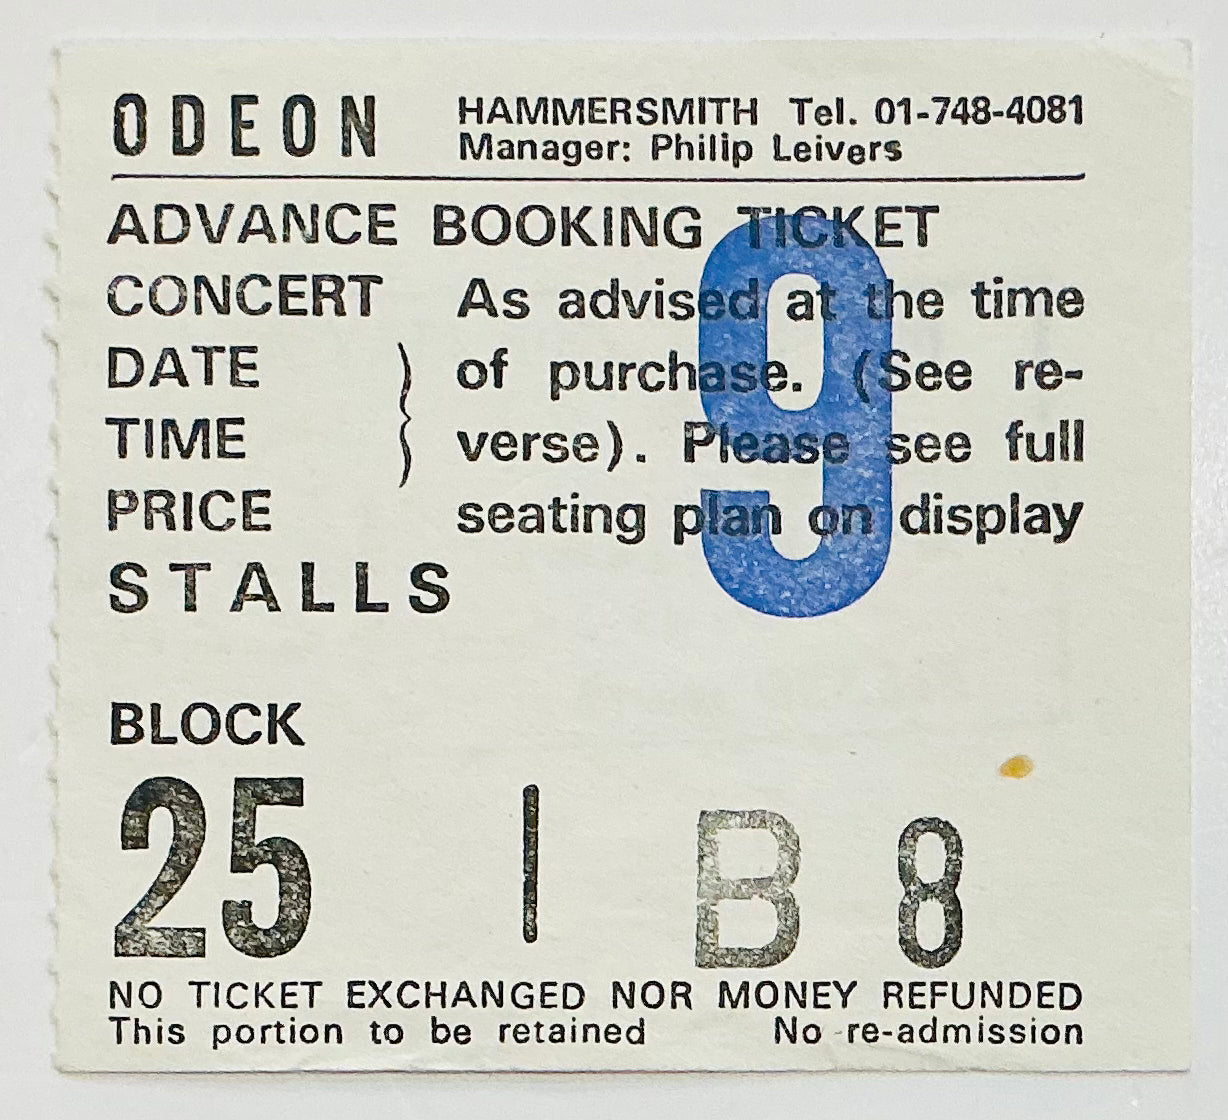 ODEON HAMMERSMITH Tel. 01-748-4081
Manager: Philip Leivers
ADVANCE BOOKING TICKET
CONCERT As advised at the time
DATE } of purchase. (See re-
TIME verse). Please see full
PRICE seating plan on display
STALLS
9
BLOCK
25 | B 8
NO TICKET EXCHANGED NOR MONEY REFUNDED
This portion to be retained No re-admission